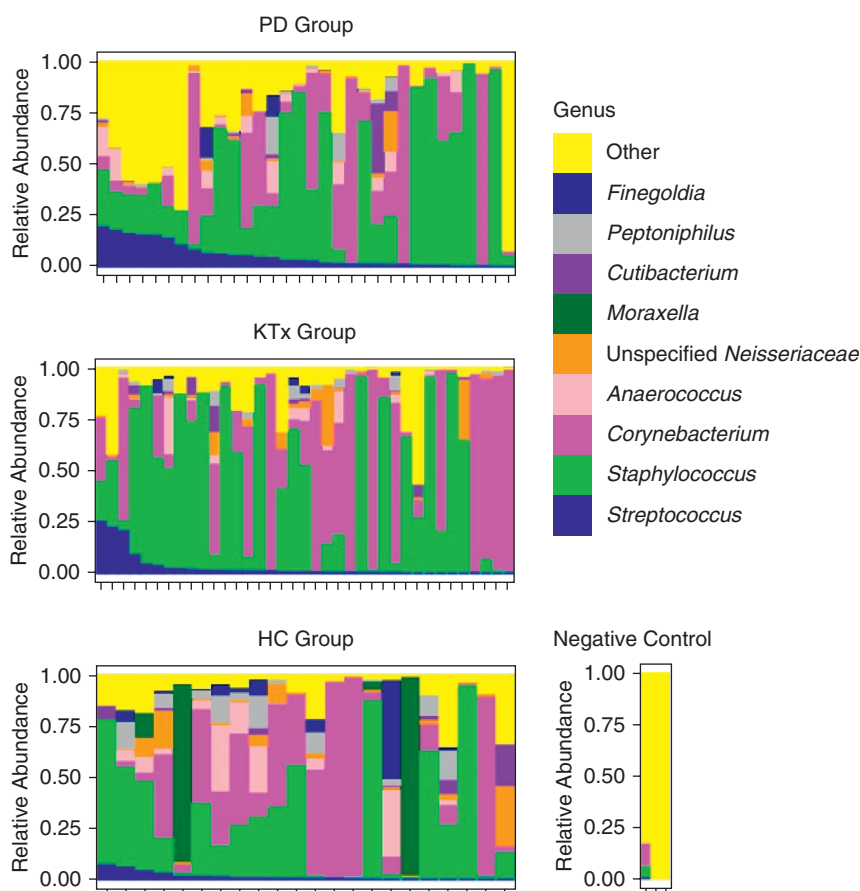 PD Group
Relative Abundance
1.00
0.75
0.50
0.25
0.00
KTx Group
Relative Abundance
1.00
0.75
0.50
0.25
0.00
HC Group
Relative Abundance
1.00
0.75
0.50
0.25
0.00
Genus
Other
Finegoldia
Peptoniphilus
Cutibacterium
Moraxella
Unspecified Neisseriaceae
Anaerococcus
Corynebacterium
Staphylococcus
Streptococcus
Negative Control
Relative Abundance
1.00
0.75
0.50
0.25
0.00